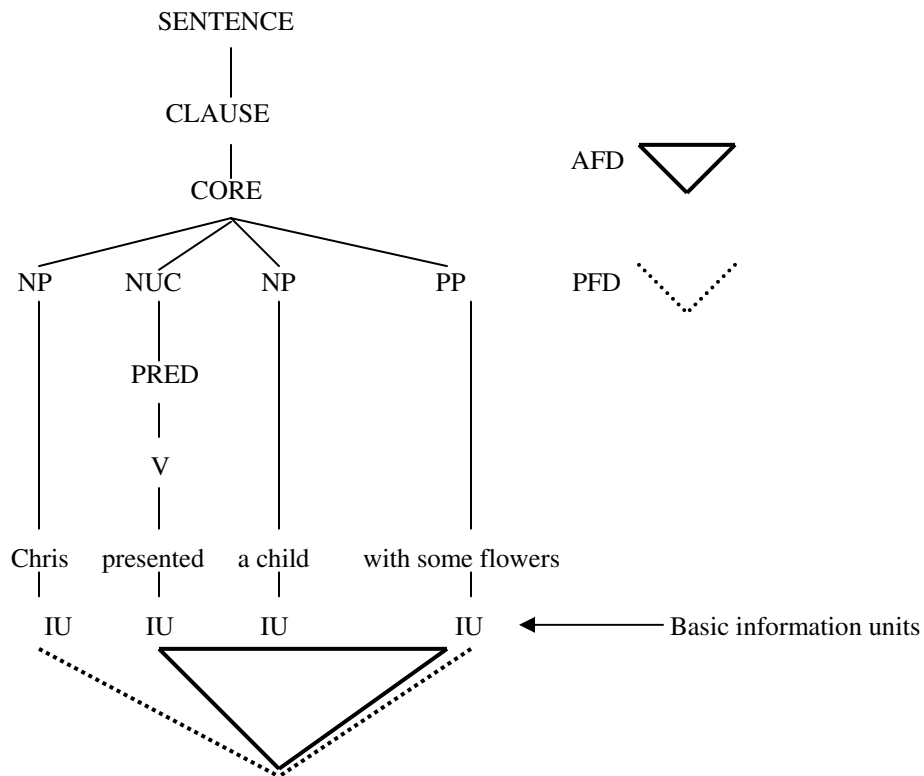 SENTENCE
CLAUSE
AFD
CORE
NP NUC NP PP
PFD
PRED
V
Chris presented a child with some flowers
IU IU IU IU
Basic information units